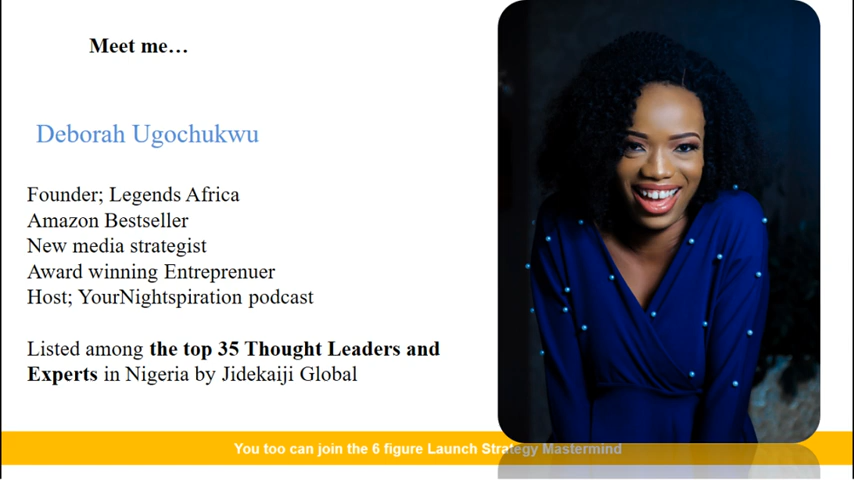 Meet me…
Deborah Ugochukwu
Founder; Legends Africa
Amazon Bestseller
New media strategist
Award winning Entreprenuer
Host; YourNightspiration podcast
Listed among the top 35 Thought Leaders and
Experts in Nigeria by Jidekaiji Global
You too can join the 6 figure Launch Strategy Mastermind